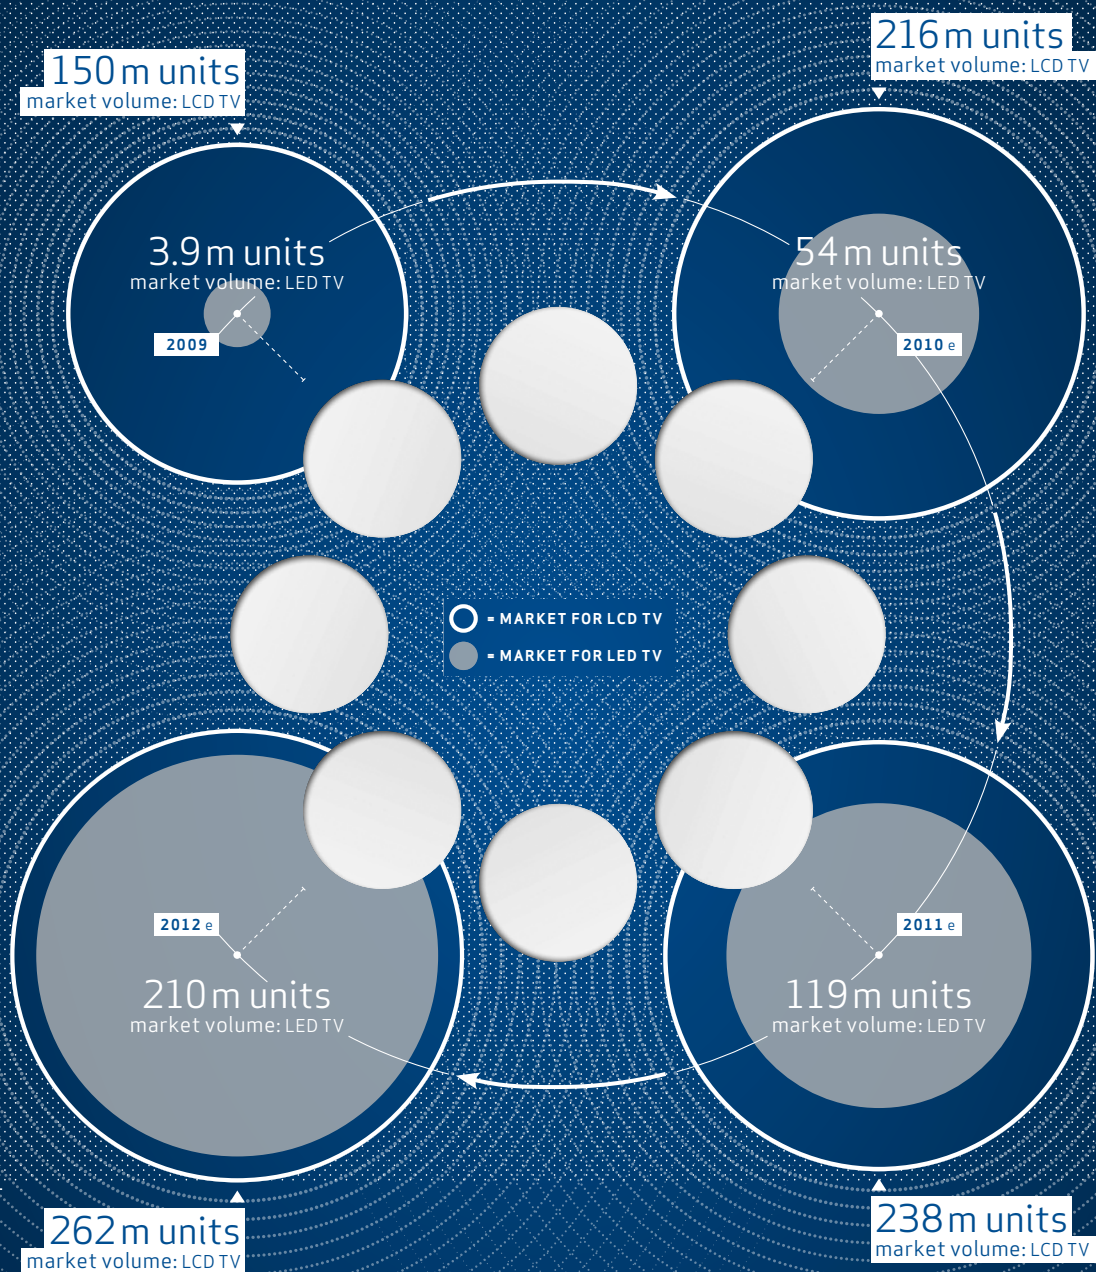 150 m units
market volume: LCD TV
216 m units
market volume: LCD TV
3.9 m units
market volume: LED TV
2009
54 m units
market volume: LED TV
2010 e
= MARKET FOR LCD TV
= MARKET FOR LED TV
2012 e
210 m units
market volume: LED TV
2011 e
119 m units
market volume: LED TV
262 m units
market volume: LCD TV
238 m units
market volume: LCD TV